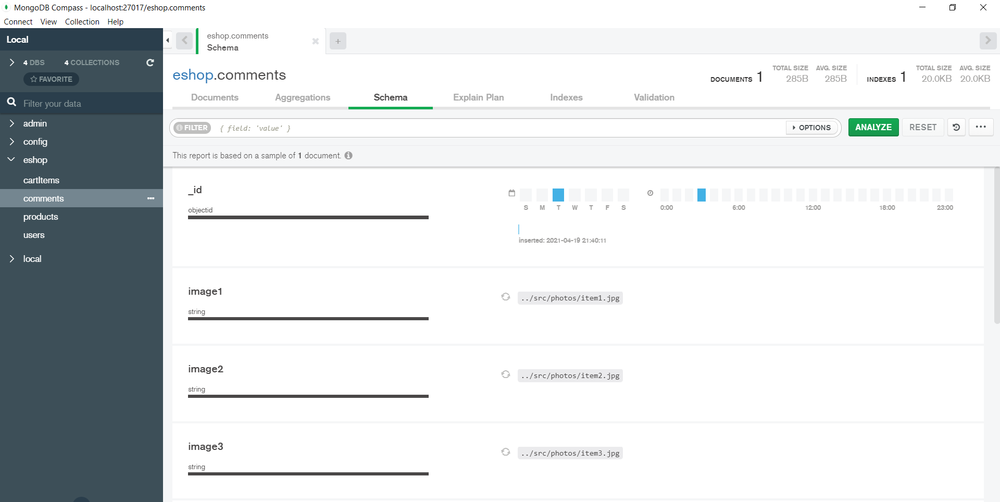 MongoDB Compass - localhost:27017/eshop.comments
Connect View Collection Help
Local
4 DBS 4 COLLECTIONS
FAVORITE
Filter your data
admin
config
eshop
cartItems
comments
products
users
local
eshop.comments
Schema
eshop.comments
DOCUMENTS 1 TOTAL SIZE 285B AVG. SIZE 285B INDEXES 1 TOTAL SIZE 20.0KB AVG. SIZE 20.0KB
Documents Aggregations Schema Explain Plan Indexes Validation
FILTER { field: 'value' } OPTIONS ANALYZE RESET
This report is based on a sample of 1 document.
_id
objectid
S M T W T F S 0:00 6:00 12:00 18:00 23:00
inserted: 2021-04-19 21:40:11
image1
string
../src/photos/item1.jpg
image2
string
../src/photos/item2.jpg
image3
string
../src/photos/item3.jpg